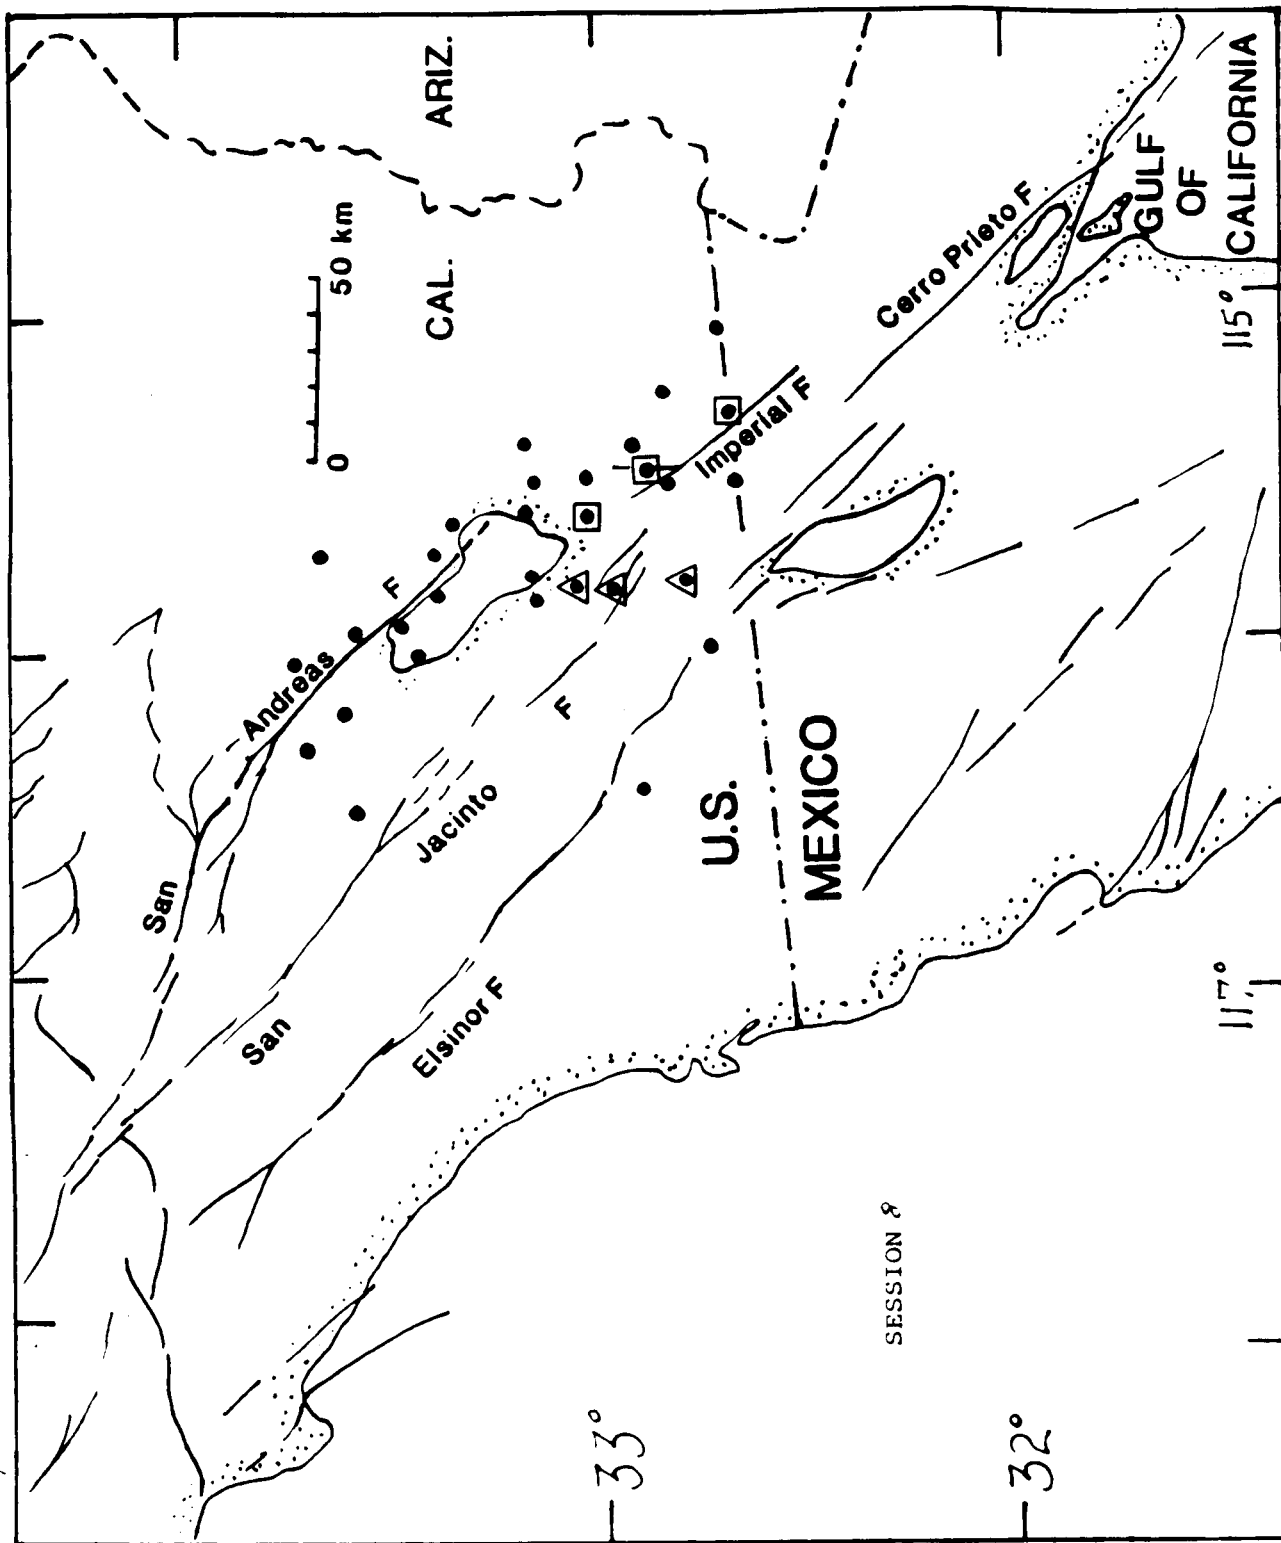 CAL. ARIZ.
0 50 km
San
Andreas
F
San
Jacinto
F
Elsinor F
Imperial F
Cerro Prieto F
U.S.
MEXICO
GULF
OF
CALIFORNIA
33°
32°
117°
115°
SESSION 8